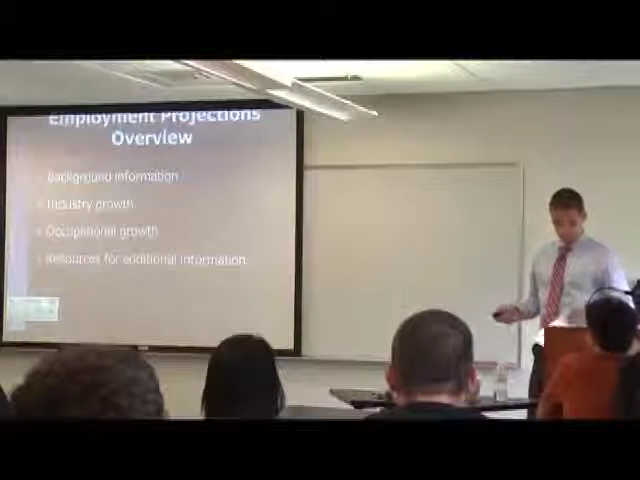 Employment Projections
Overview
Background information
Industry growth
Occupational growth
Resources for additional information